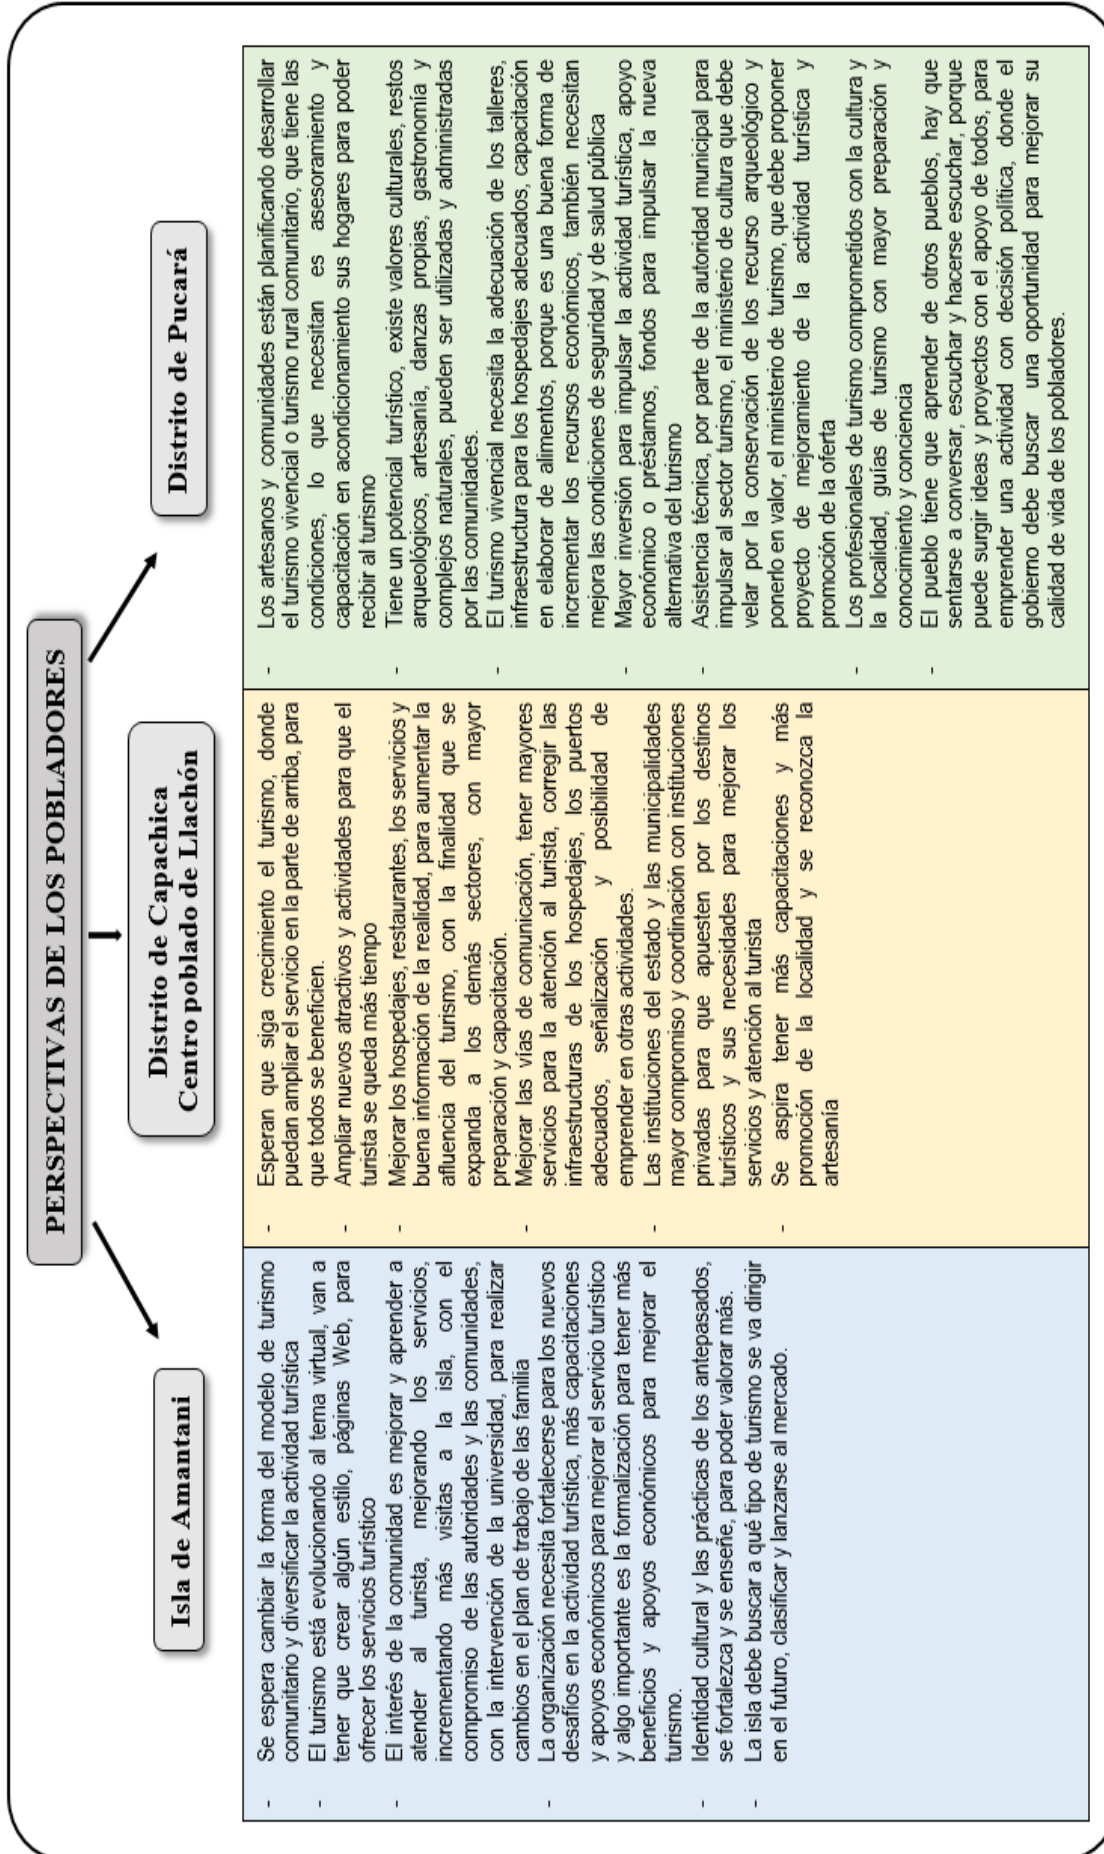 PERSPECTIVAS DE LOS POBLADORES
Isla de Amantani
Distrito de Capachica
Centro poblado de Llachón
Distrito de Pucará
- Se espera cambiar la forma del modelo de turismo
comunitario y diversificar la actividad turística
- El turismo está evolucionando al tema virtual, van a
tener que crear algún estilo, páginas Web, para
ofrecer los servicios turístico
- El interés de la comunidad es mejorar y aprender a
atender al turista, mejorando los servicios,
incrementando más visitas a la isla, con el
compromiso de las autoridades y las comunidades,
con la intervención de la universidad, para realizar
cambios en el plan de trabajo de las familia
- La organización necesita fortalecerse para los nuevos
desafíos en la actividad turística, más capacitaciones
y apoyos económicos para mejorar el servicio turístico
y algo importante es la formalización para tener más
beneficios y apoyos económicos para mejorar el
turismo.
- Identidad cultural y las prácticas de los antepasados,
se fortalezca y se enseñe, para poder valorar más.
- La isla debe buscar a qué tipo de turismo se va dirigir
en el futuro, clasificar y lanzarse al mercado.
- Esperan que siga crecimiento el turismo, donde
puedan ampliar el servicio en la parte de arriba, para
que todos se beneficien.
- Ampliar nuevos atractivos y actividades para que el
turista se queda más tiempo
- Mejorar los hospedajes, restaurantes, los servicios y
buena información de la realidad, para aumentar la
afluencia del turismo, con la finalidad que se
expanda a los demás sectores, con mayor
preparación y capacitación.
- Mejorar las vías de comunicación, tener mayores
servicios para la atención al turista, corregir las
infraestructuras de los hospedajes, los puertos
adecuados, señalización y posibilidad de
emprender en otras actividades.
- Las instituciones del estado y las municipalidades
mayor compromiso y coordinación con instituciones
privadas para que apuesten por los destinos
turísticos y sus necesidades para mejorar los
servicios y atención al turista
- Se aspira tener más capacitaciones y más
promoción de la localidad y se reconozca la
artesanía
- Los artesanos y comunidades están planificando desarrollar
el turismo vivencial o turismo rural comunitario, que tiene las
condiciones, lo que necesitan es asesoramiento y
capacitación en acondicionamiento sus hogares para poder
recibir al turismo
- Tiene un potencial turístico, existe valores culturales, restos
arqueológicos, artesanía, danzas propias, gastronomía y
complejos naturales, pueden ser utilizadas y administradas
por las comunidades.
- El turismo vivencial necesita la adecuación de los talleres,
infraestructura para los hospedajes adecuados, capacitación
en elaborar de alimentos, porque es una buena forma de
incrementar los recursos económicos, también necesitan
mejora las condiciones de seguridad y de salud pública
- Mayor inversión para impulsar la actividad turística, apoyo
económico o préstamos, fondos para impulsar la nueva
alternativa del turismo
- Asistencia técnica, por parte de la autoridad municipal para
impulsar al sector turismo, el ministerio de cultura que debe
velar por la conservación de los recurso arqueológico y
ponerlo en valor, el ministerio de turismo, que debe proponer
proyecto de mejoramiento de la actividad turística y
promoción de la oferta
- Los profesionales de turismo comprometidos con la cultura y
la localidad, guías de turismo con mayor preparación y
conocimiento y conciencia
- El pueblo tiene que aprender de otros pueblos, hay que
sentarse a conversar, escuchar y hacerse escuchar, porque
puede surgir ideas y proyectos con el apoyo de todos, para
emprender una actividad con decisión política, donde el
gobierno debe buscar una oportunidad para mejorar su
calidad de vida de los pobladores.